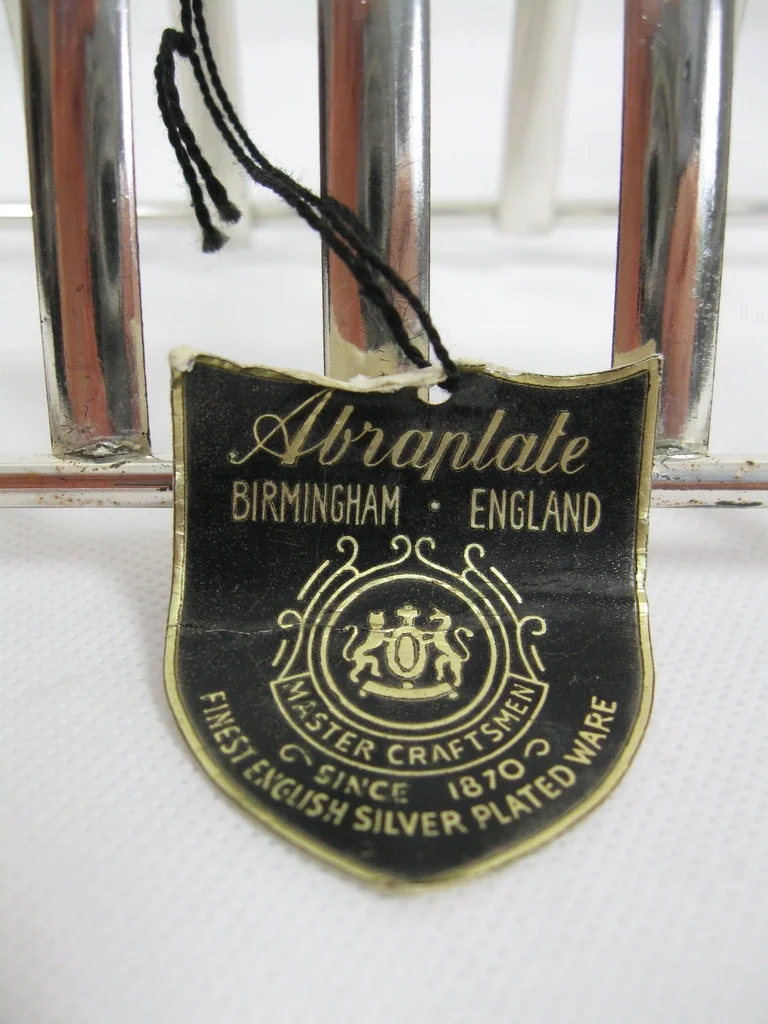 Abraplate
BIRMINGHAM · ENGLAND
MASTER CRAFTSMEN
SINCE 1870
FINEST ENGLISH SILVER PLATED WARE